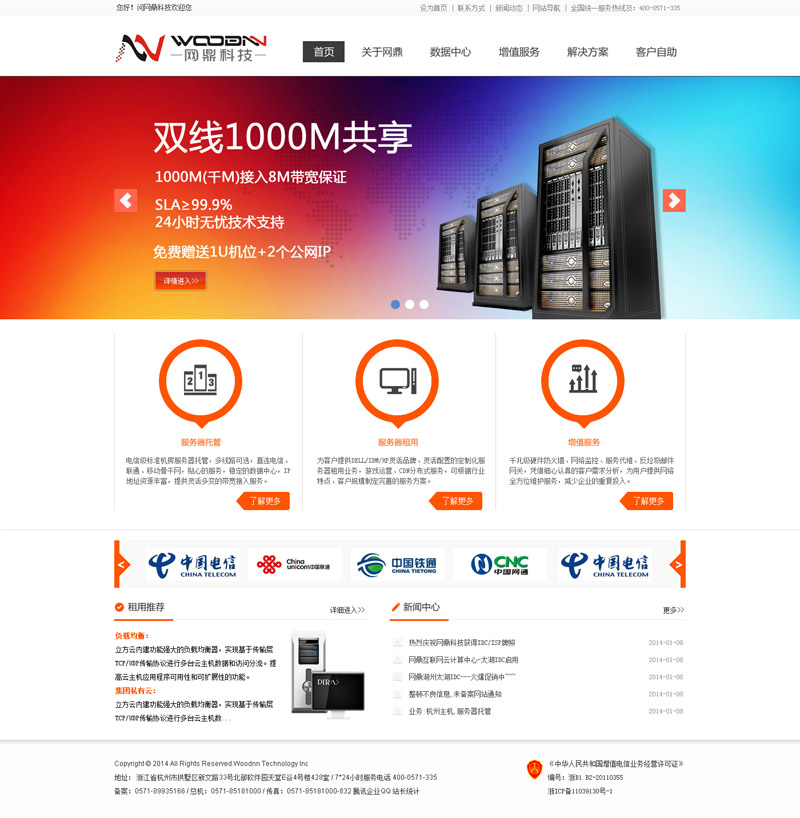 您好！问网鼎科技欢迎您
设为首页 | 联系方式 | 新闻动态 | 网站导航 | 全国统一服务热线及：400-0571-335
WOODNN
网鼎科技
首页 关于网鼎 数据中心 增值服务 解决方案 客户自助
双线1000M共享
1000M(千M)接入8M带宽保证
SLA≥99.9%
24小时无忧技术支持
免费赠送1U机位+2个公网IP
详情进入>>
2 1 3
服务器托管
电信级标准机房服务器托管，多线路可选，直连电信、
联通、移动骨干网，贴心的服务，稳定的数据中心，IP
地址资源丰富，提供灵活多变的带宽接入服务。
了解更多
服务器租用
为客户提供DELL/IBM/HP灵活品牌、灵活配置的定制化服
务器租用业务，游戏运营、CDN分布式服务，可根据行业
特点、客户规模制定完善的服务方案。
了解更多
增值服务
千兆级硬件防火墙、网络监控、服务代维、反垃圾邮件
网关，凭借细心认真的客户需求分析，为用户提供网络
全方位维护服务，减少企业的重复投入。
了解更多
<
中国电信
CHINA TELECOM
China
unicom中国联通
中国铁通
CHINA TIETONG
CNC
中国网通
中国电信
CHINA TELECOM
>
租用推荐 详细进入>>
负载均衡：
立方云内建功能强大的负载均衡器，实现基于传输层
TCP/UDP传输协议进行多台云主机数据和访问分流。提
高云主机应用程序可用性和可扩展性的功能。
集团私有云：
立方云内建功能强大的负载均衡器，实现基于传输层
TCP/UDP传输协议进行多台云主机数...
DIR:\>
新闻中心 更多>>
热烈庆祝网鼎科技获得IDC/ISP牌照 2014-01-08
网鼎互联网云计算中心-太湖IDC启用 2014-01-08
网鼎湖州太湖IDC---火爆促销中~~~ 2014-01-08
整顿不良信息,未备案网站通知 2014-01-08
业务:杭州主机,服务器托管 2014-01-08
Copyright © 2014 All Rights Reserved.Woodnn Technology Inc
地址： 浙江省杭州市拱墅区祥文路33号北部软件园天堂E谷4号楼428室 / 7*24小时服务电话 400-0571-335
备案：0571-89935166 / 总机：0571-85181000 / 传真：0571-85181000-832 腾讯企业QQ 站长统计
《中华人民共和国增值电信业务经营许可证》
编号：浙B1.B2-20110355
浙ICP备11039130号-1